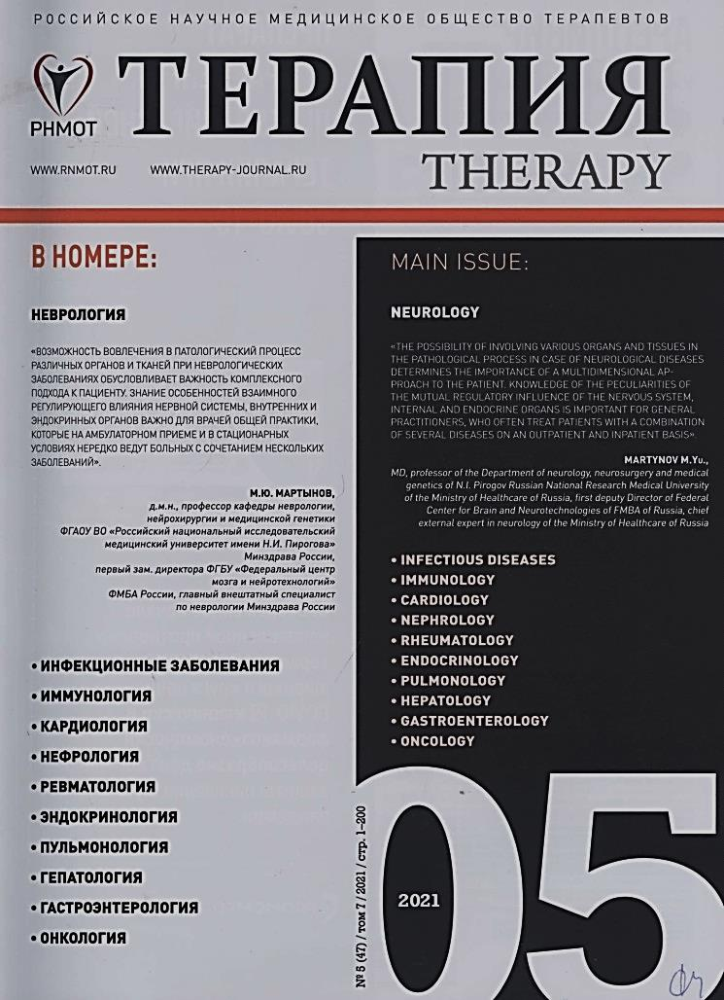 РОССИЙСКОЕ НАУЧНОЕ МЕДИЦИНСКОЕ ОБЩЕСТВО ТЕРАПЕВТОВ
РНМОТ
ТЕРАПИЯ
THERAPY
WWW.RNMOT.RU
WWW.THERAPY-JOURNAL.RU
В НОМЕРЕ:
НЕВРОЛОГИЯ
«ВОЗМОЖНОСТЬ ВОВЛЕЧЕНИЯ В ПАТОЛОГИЧЕСКИЙ ПРОЦЕСС
РАЗЛИЧНЫХ ОРГАНОВ И ТКАНЕЙ ПРИ НЕВРОЛОГИЧЕСКИХ
ЗАБОЛЕВАНИЯХ ОБУСЛОВЛИВАЕТ ВАЖНОСТЬ КОМПЛЕКСНОГО
ПОДХОДА К ПАЦИЕНТУ. ЗНАНИЕ ОСОБЕННОСТЕЙ ВЗАИМНОГО
РЕГУЛИРУЮЩЕГО ВЛИЯНИЯ НЕРВНОЙ СИСТЕМЫ, ВНУТРЕННИХ И
ЭНДОКРИННЫХ ОРГАНОВ ВАЖНО ДЛЯ ВРАЧЕЙ ОБЩЕЙ ПРАКТИКИ,
КОТОРЫЕ НА АМБУЛАТОРНОМ ПРИЕМЕ И В СТАЦИОНАРНЫХ
УСЛОВИЯХ НЕРЕДКО ВЕДУТ БОЛЬНЫХ С СОЧЕТАНИЕМ НЕСКОЛЬКИХ
ЗАБОЛЕВАНИЙ».
М.Ю. МАРТЫНОВ,
д.м.н., профессор кафедры неврологии,
нейрохирургии и медицинской генетики
ФГАОУ ВО «Российский национальный исследовательский
медицинский университет имени Н.И. Пирогова»
Минздрава России,
первый зам. директора ФГБУ «Федеральный центр
мозга и нейротехнологий»
ФМБА России, главный внештатный специалист
по неврологии Минздрава России
• ИНФЕКЦИОННЫЕ ЗАБОЛЕВАНИЯ
• ИММУНОЛОГИЯ
• КАРДИОЛОГИЯ
• НЕФРОЛОГИЯ
• РЕВМАТОЛОГИЯ
• ЭНДОКРИНОЛОГИЯ
• ПУЛЬМОНОЛОГИЯ
• ГЕПАТОЛОГИЯ
• ГАСТРОЭНТЕРОЛОГИЯ
• ОНКОЛОГИЯ
MAIN ISSUE:
NEUROLOGY
«THE POSSIBILITY OF INVOLVING VARIOUS ORGANS AND TISSUES IN
THE PATHOLOGICAL PROCESS IN CASE OF NEUROLOGICAL DISEASES
DETERMINES THE IMPORTANCE OF A MULTIDIMENSIONAL AP-
PROACH TO THE PATIENT. KNOWLEDGE OF THE PECULIARITIES OF
THE MUTUAL REGULATORY INFLUENCE OF THE NERVOUS SYSTEM,
INTERNAL AND ENDOCRINE ORGANS IS IMPORTANT FOR GENERAL
PRACTITIONERS, WHO OFTEN TREAT PATIENTS WITH A COMBINATION
OF SEVERAL DISEASES ON AN OUTPATIENT AND INPATIENT BASIS».
MARTYNOV M.Yu.,
MD, professor of the Department of neurology, neurosurgery and medical
genetics of N.I. Pirogov Russian National Research Medical University
of the Ministry of Healthcare of Russia, first deputy Director of Federal
Center for Brain and Neurotechnologies of FMBA of Russia, chief
external expert in neurology of the Ministry of Healthcare of Russia
• INFECTIOUS DISEASES
• IMMUNOLOGY
• CARDIOLOGY
• NEPHROLOGY
• RHEUMATOLOGY
• ENDOCRINOLOGY
• PULMONOLOGY
• HEPATOLOGY
• GASTROENTEROLOGY
• ONCOLOGY
№ 5 (47) / том 7 / 2021 / стр. 1–200
05
2021